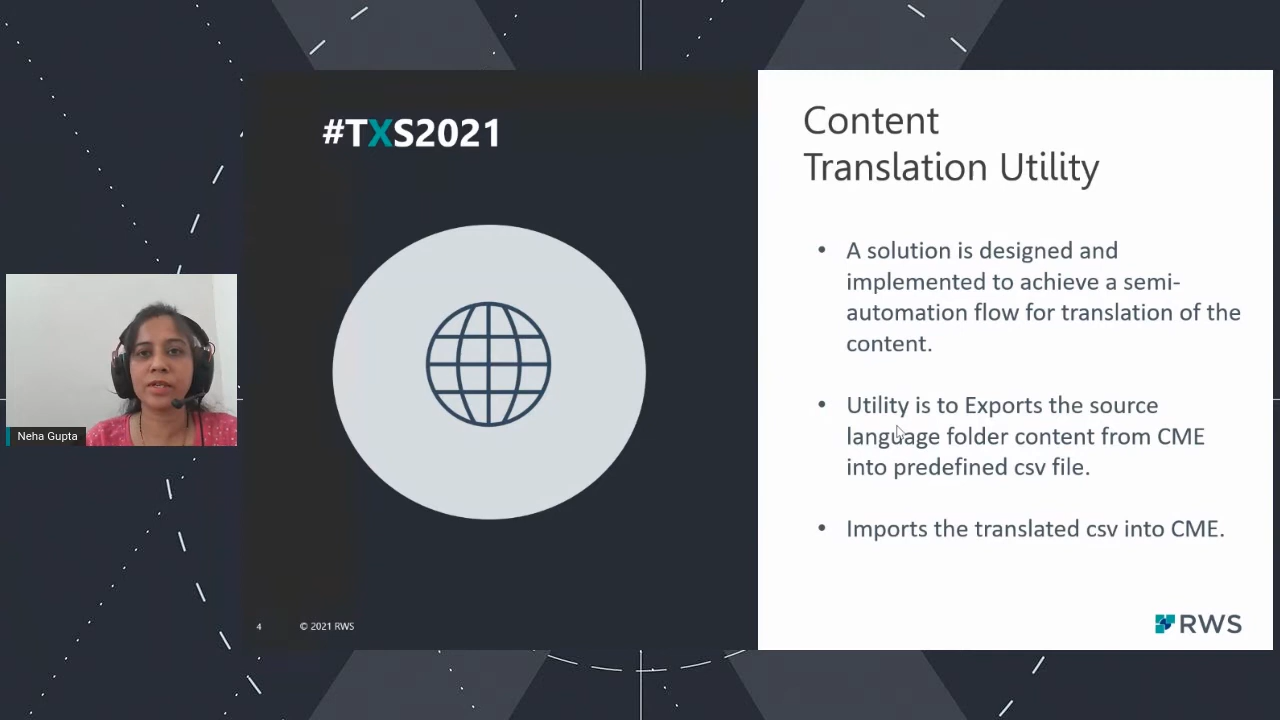 #TXS2021
Content
Translation Utility
• A solution is designed and
implemented to achieve a semi-
automation flow for translation of the
content.
• Utility is to Exports the source
language folder content from CME
into predefined csv file.
• Imports the translated csv into CME.
Neha Gupta
4
© 2021 RWS
RWS